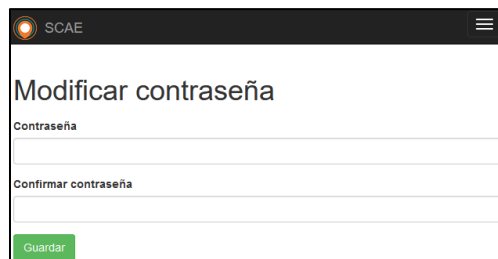 SCAE
Modificar contraseña
Contraseña
Confirmar contraseña
Guardar